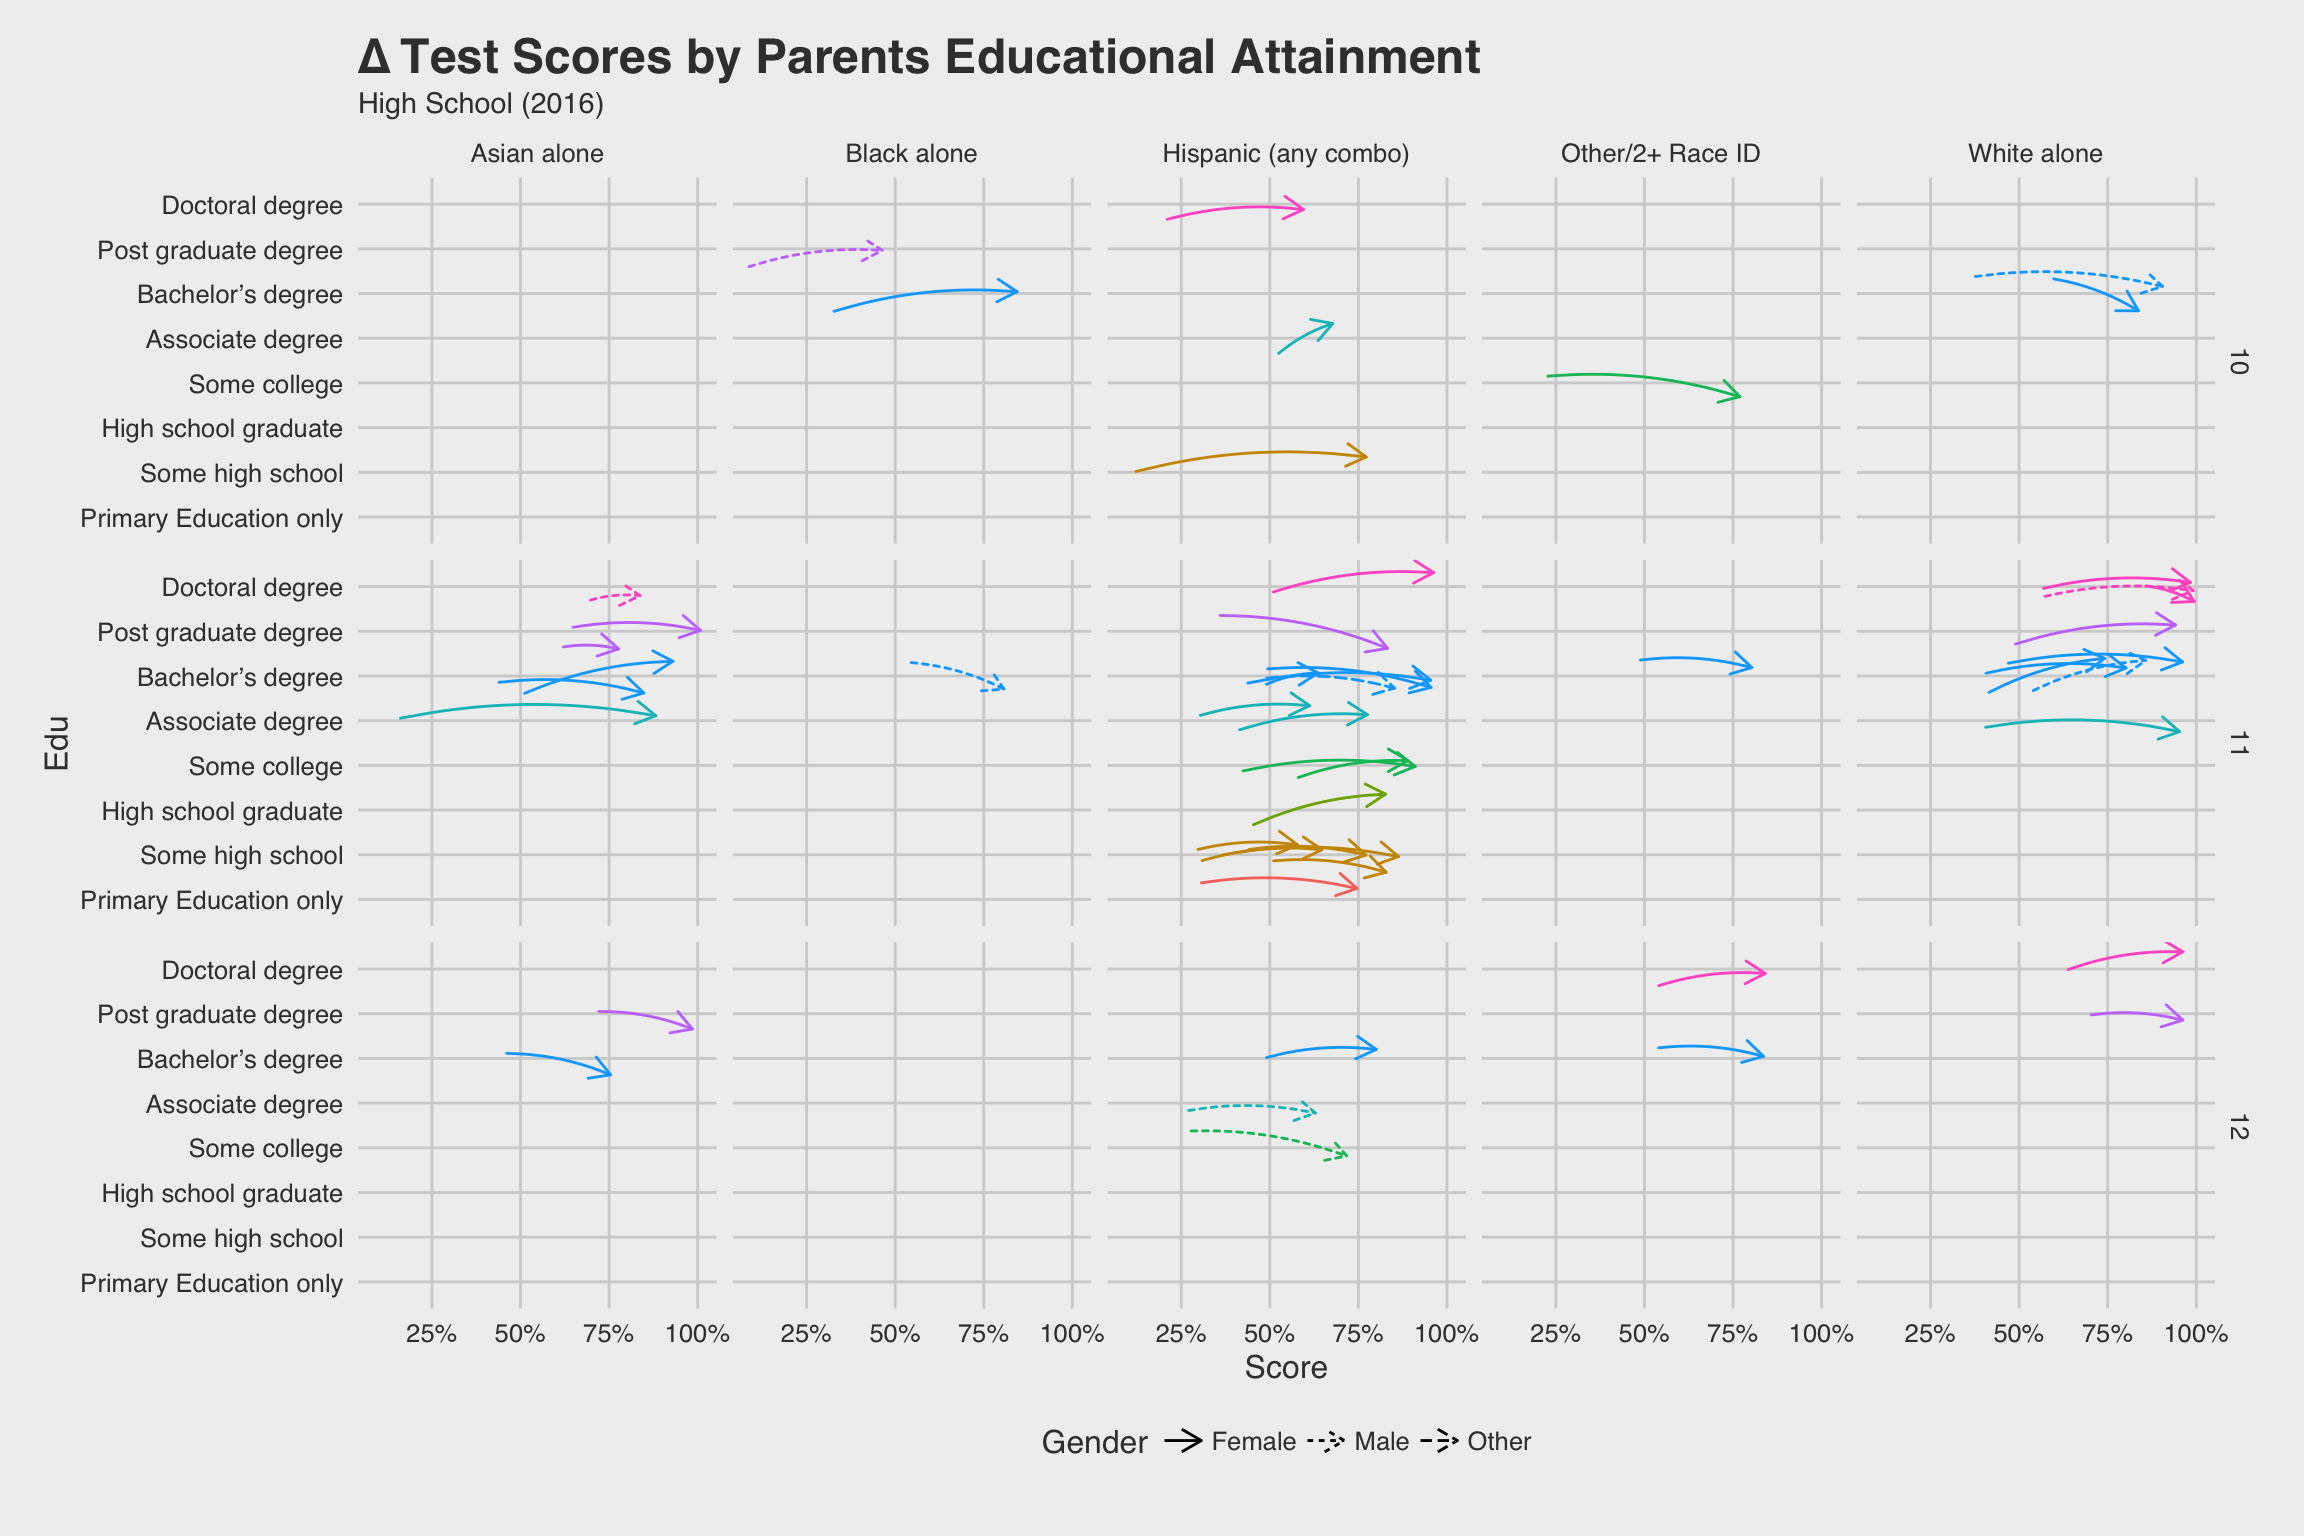 Δ Test Scores by Parents Educational Attainment
High School (2016)
Asian alone Black alone Hispanic (any combo) Other/2+ Race ID White alone
Doctoral degree
Post graduate degree
Bachelor’s degree
Associate degree
Some college
High school graduate
Some high school
Primary Education only
10
Doctoral degree
Post graduate degree
Bachelor’s degree
Associate degree
Some college
High school graduate
Some high school
Primary Education only
11
Edu
Doctoral degree
Post graduate degree
Bachelor’s degree
Associate degree
Some college
High school graduate
Some high school
Primary Education only
12
25% 50% 75% 100% 25% 50% 75% 100% 25% 50% 75% 100% 25% 50% 75% 100% 25% 50% 75% 100%
Score
Gender Female Male Other